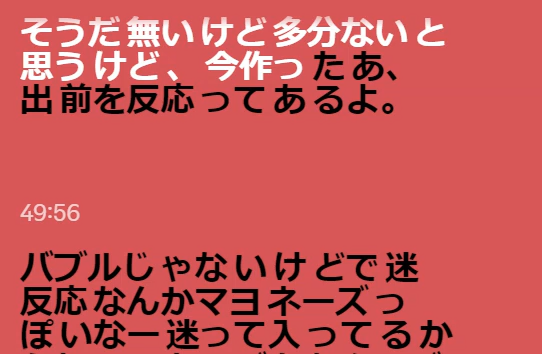 そうだ無いけど多分ないと
思うけど、今作ったあ、
出前を反応ってあるよ。
49:56
バブルじゃないけどで迷
反応なんかマヨネーズっ
ぽいなー迷って入ってるか